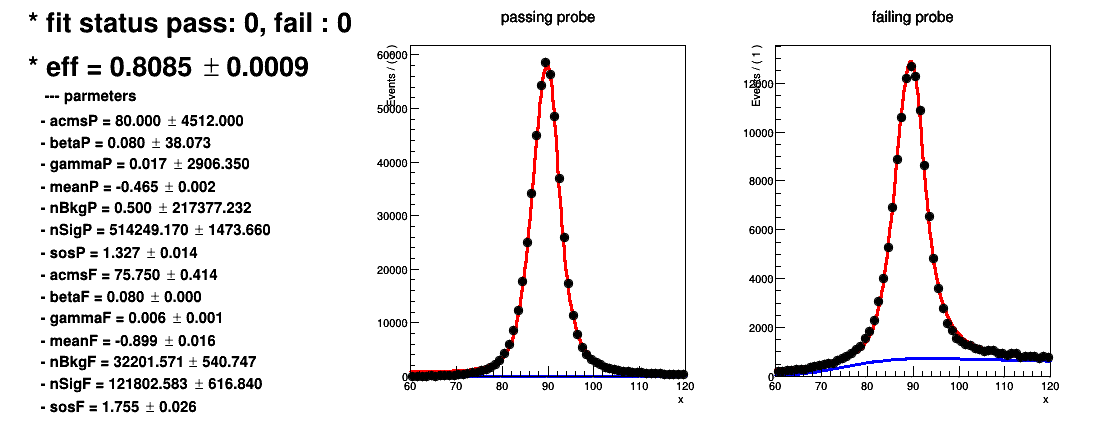 * fit status pass: 0, fail : 0
* eff = 0.8085 ± 0.0009
--- parmeters
- acmsP = 80.000 ± 4512.000
- betaP = 0.080 ± 38.073
- gammaP = 0.017 ± 2906.350
- meanP = -0.465 ± 0.002
- nBkgP = 0.500 ± 217377.232
- nSigP = 514249.170 ± 1473.660
- sosP = 1.327 ± 0.014
- acmsF = 75.750 ± 0.414
- betaF = 0.080 ± 0.000
- gammaF = 0.006 ± 0.001
- meanF = -0.899 ± 0.016
- nBkgF = 32201.571 ± 540.747
- nSigF = 121802.583 ± 616.840
- sosF = 1.755 ± 0.026
passing probe
Events / ( 1 )
60000
50000
40000
30000
20000
10000
0
60 70 80 90 100 110 120
x
failing probe
Events / ( 1 )
12000
10000
8000
6000
4000
2000
0
60 70 80 90 100 110 120
x